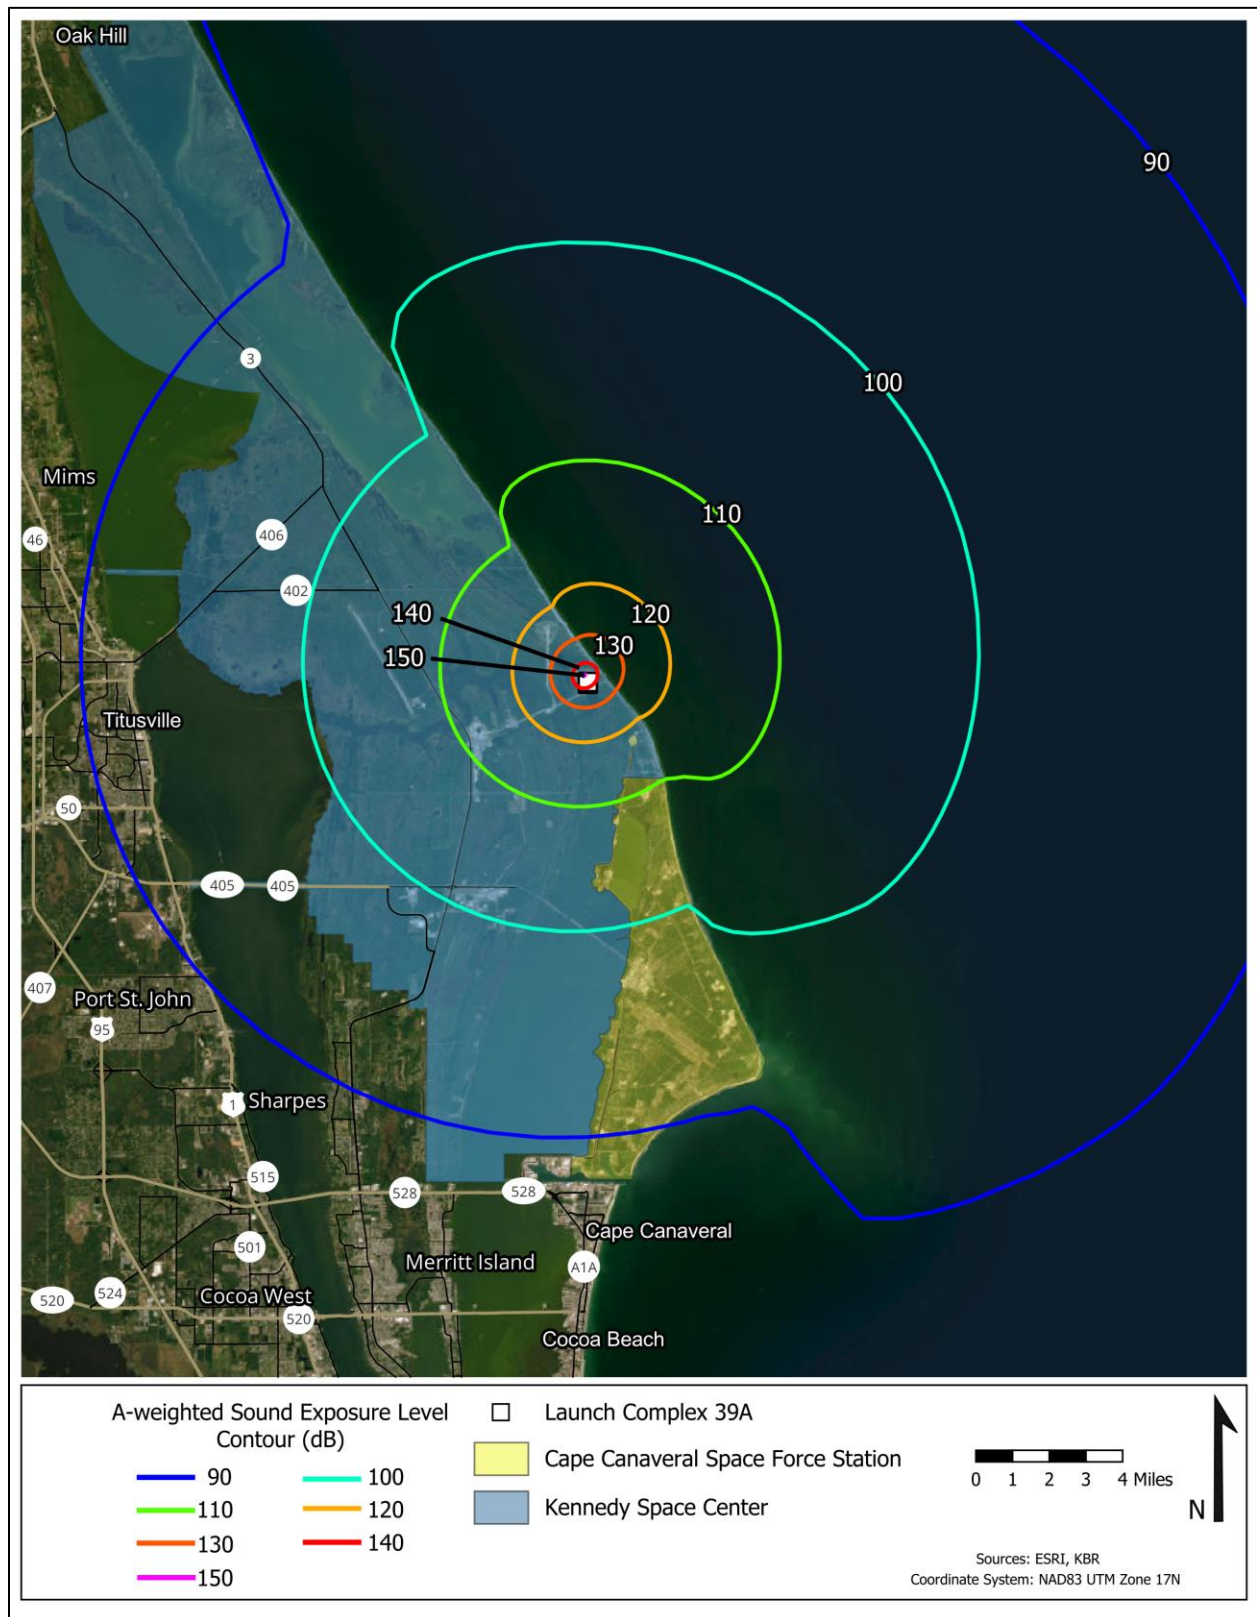 Oak Hill
90
3
100
Mims
110
46
406
402
140
120
130
150
Titusville
50
405
405
407
Port St. John
95
1
Sharpes
515
528
528
Cape Canaveral
501
Merritt Island
A1A
524
520
Cocoa West
520
Cocoa Beach
A-weighted Sound Exposure Level
Contour (dB)
90
100
110
120
130
140
150
Launch Complex 39A
Cape Canaveral Space Force Station
Kennedy Space Center
0 1 2 3 4 Miles
N
Sources: ESRI, KBR
Coordinate System: NAD83 UTM Zone 17N